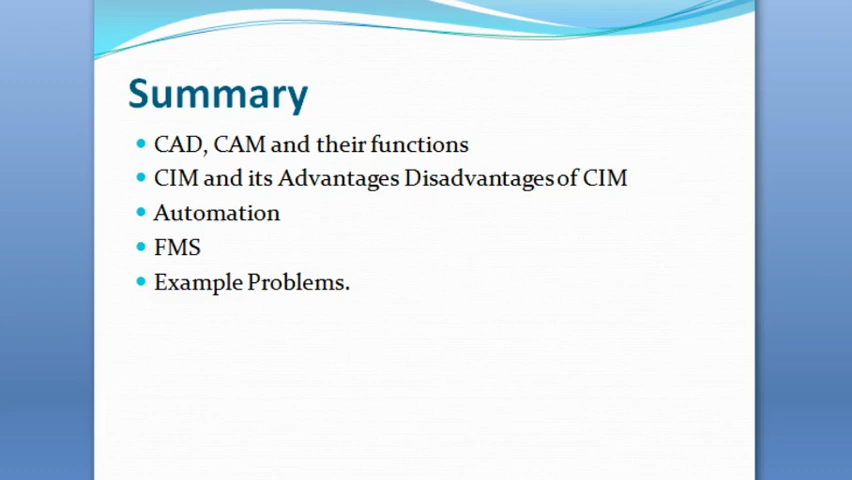 Summary
CAD, CAM and their functions
CIM and its Advantages Disadvantages of CIM
Automation
FMS
Example Problems.